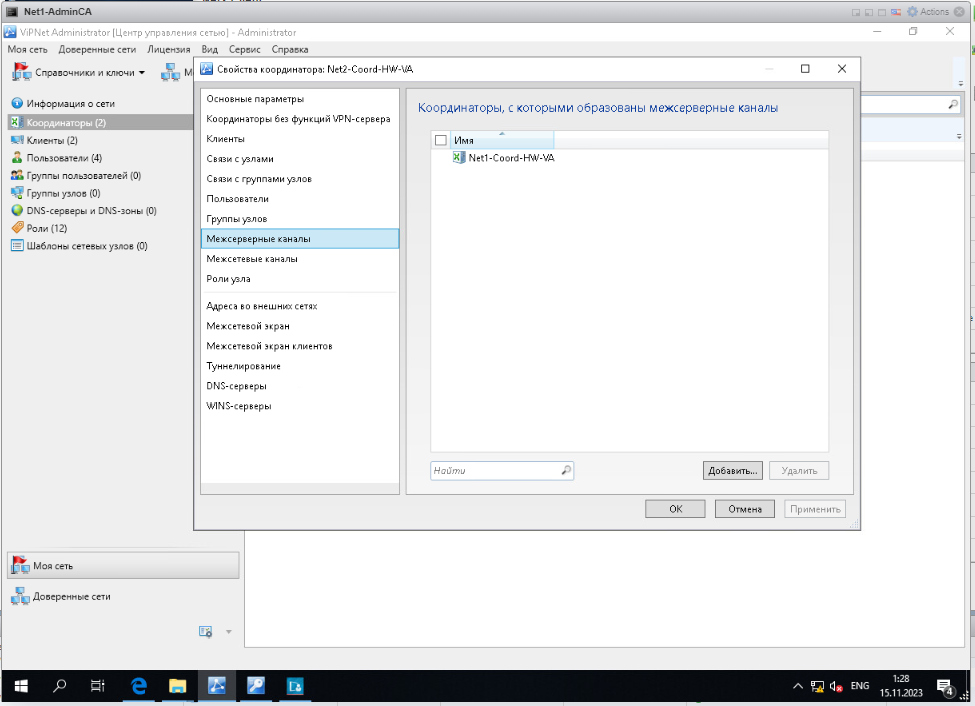 Net1-AdminCA
Actions
ViPNet Administrator [Центр управления сетью] - Administrator
Моя сеть Доверенные сети Лицензия Вид Сервис Справка
Справочники и ключи
Свойства координатора: Net2-Coord-HW-VA
Информация о сети
Координаторы (2)
Клиенты (2)
Пользователи (4)
Группы пользователей (0)
Группы узлов (0)
DNS-серверы и DNS-зоны (0)
Роли (12)
Шаблоны сетевых узлов (0)
Основные параметры
Координаторы без функций VPN-сервера
Клиенты
Связи с узлами
Связи с группами узлов
Пользователи
Группы узлов
Межсерверные каналы
Межсетевые каналы
Роли узла
Адреса во внешних сетях
Межсетевой экран
Межсетевой экран клиентов
Туннелирование
DNS-серверы
WINS-серверы
Координаторы, с которыми образованы межсерверные каналы
Имя
Net1-Coord-HW-VA
Найти
Добавить... Удалить
OK Отмена Применить
Моя сеть
Доверенные сети
ENG
1:28
15.11.2023
4